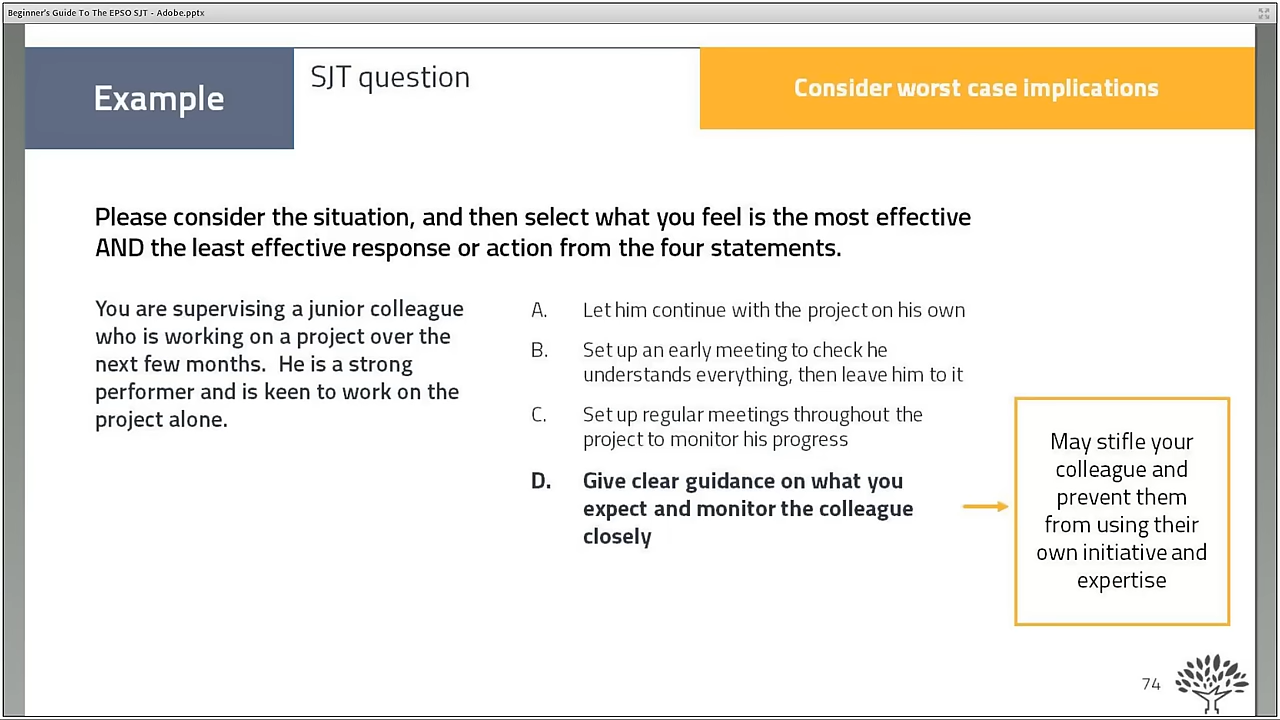 Beginner's Guide To The EPSO SJT - Adobe.pptx
Example
SJT question
Consider worst case implications
Please consider the situation, and then select what you feel is the most effective
AND the least effective response or action from the four statements.
You are supervising a junior colleague
who is working on a project over the
next few months.  He is a strong
performer and is keen to work on the
project alone.
A. Let him continue with the project on his own
B. Set up an early meeting to check he
understands everything, then leave him to it
C. Set up regular meetings throughout the
project to monitor his progress
D. Give clear guidance on what you
expect and monitor the colleague
closely
May stifle your
colleague and
prevent them
from using their
own initiative and
expertise
74